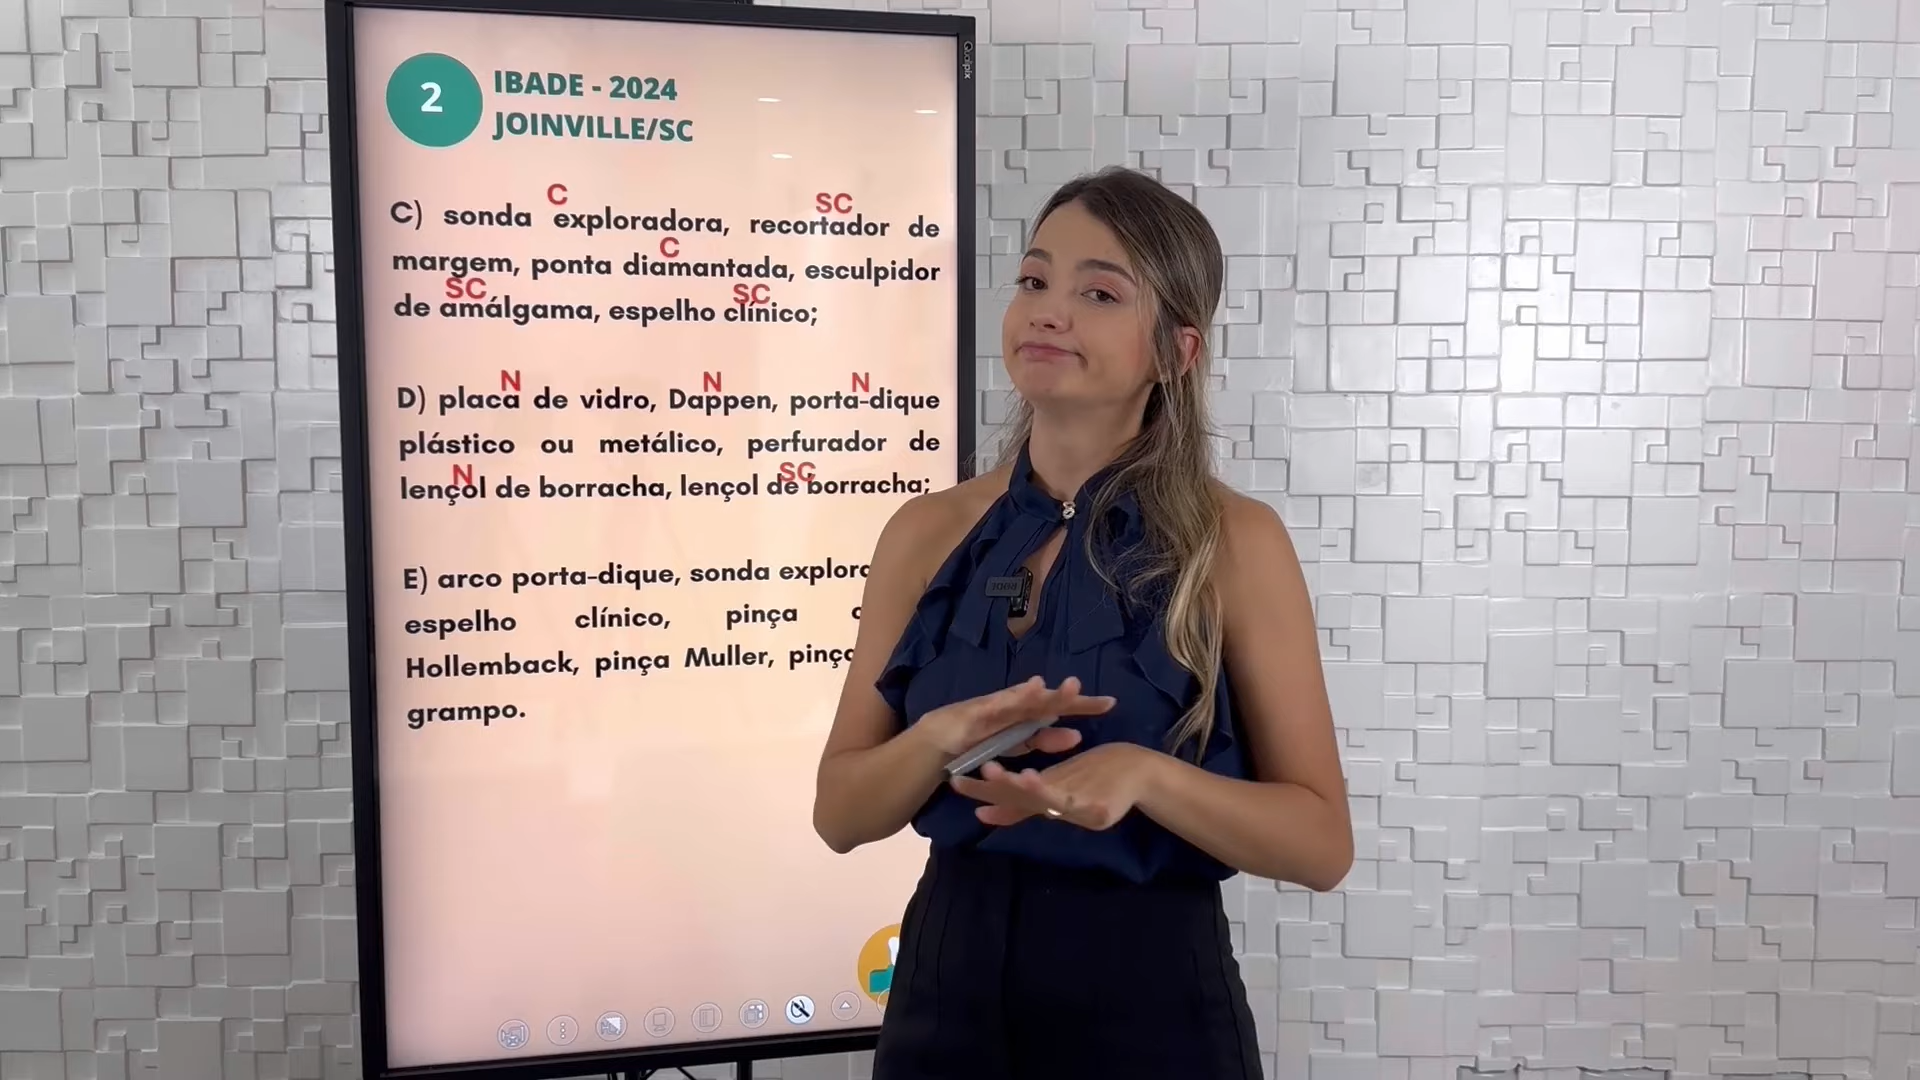 2
IBADE - 2024
JOINVILLE/SC
Quipix
C SC
C) sonda exploradora, recortador de
C
margem, ponta diamantada, esculpidor
SC SC
de amálgama, espelho clínico;
N N N
D) placa de vidro, Dappen, porta-dique
plástico ou metálico, perfurador de
N SC
lençol de borracha, lençol de borracha;
E) arco porta-dique, sonda
espelho clínico, pinça
Hollemback, pinça Muller,
grampo.